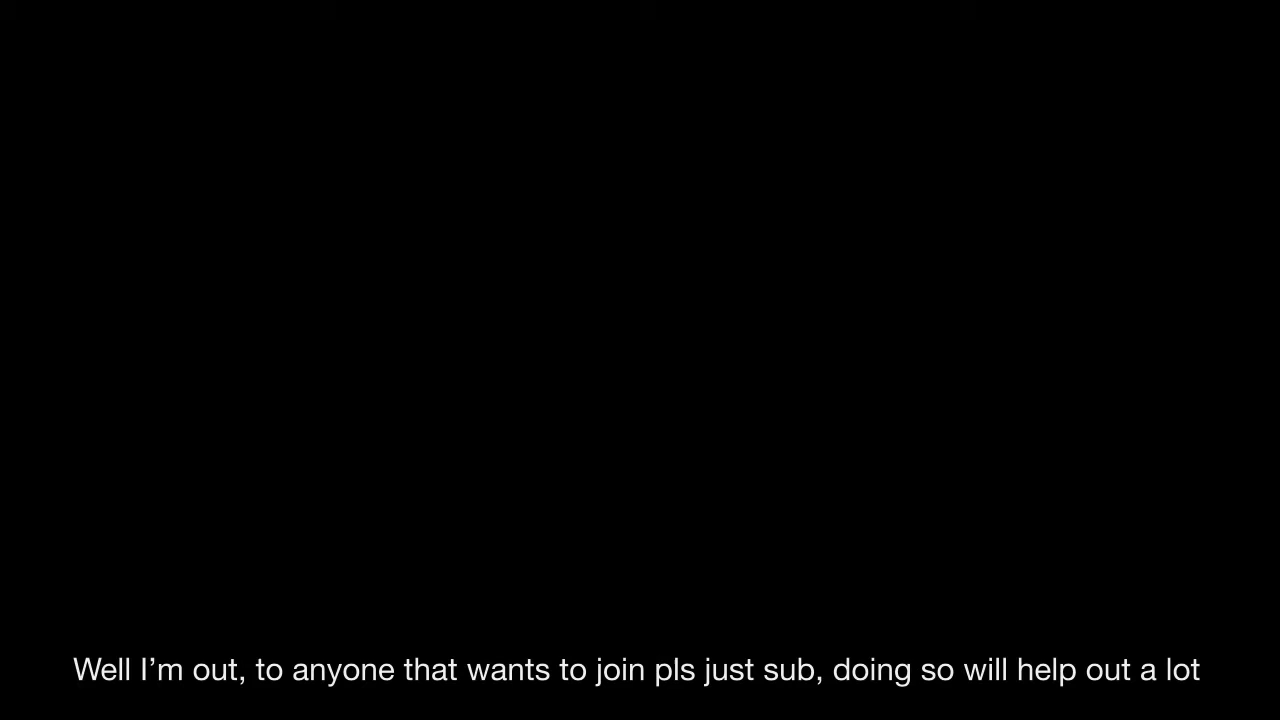 Well I’m out, to anyone that wants to join pls just sub, doing so will help out a lot